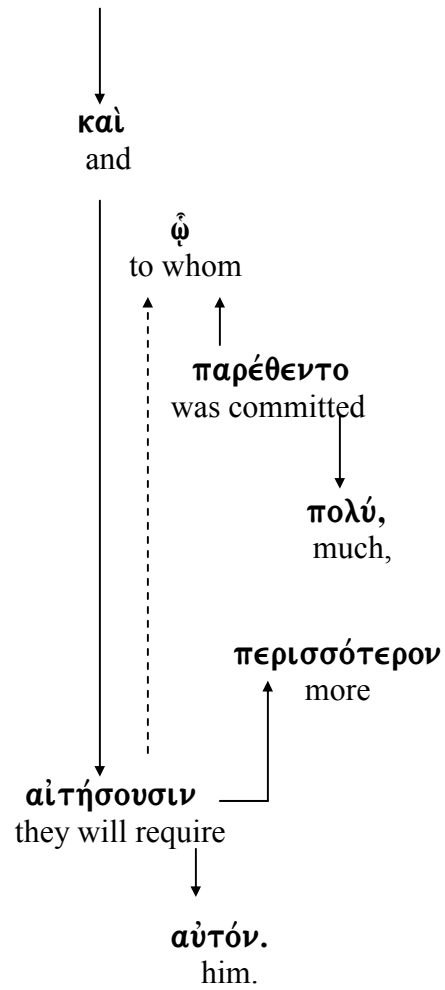 καὶ
and
ᾧ
to whom
παρέθεντο
was committed
πολύ,
much,
περισσότερον
more
αἰτήσουσιν
they will require
αὐτόν.
him.